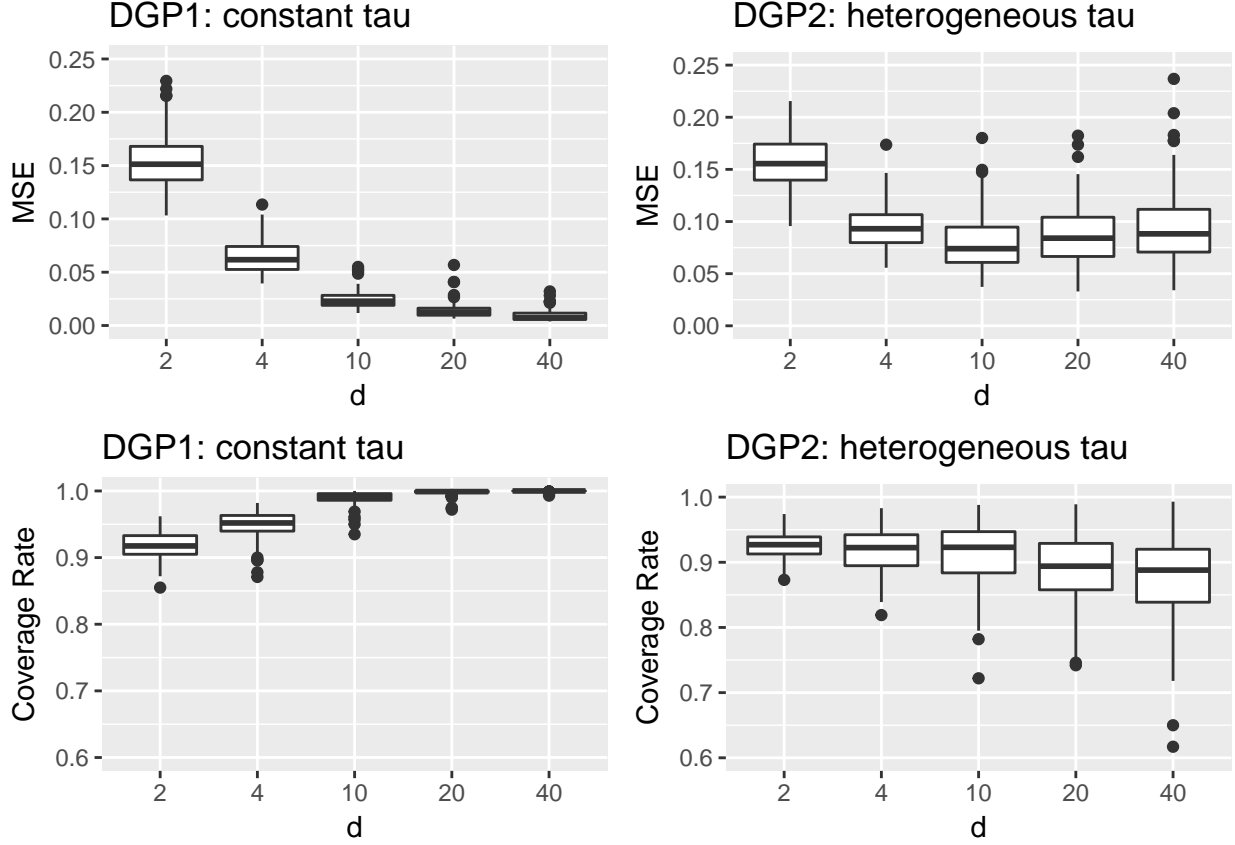 DGP1: constant tau
0.25
0.20
0.15
0.10
0.05
0.00
MSE
2 4 10 20 40
d
DGP2: heterogeneous tau
0.25
0.20
0.15
0.10
0.05
0.00
MSE
2 4 10 20 40
d
DGP1: constant tau
1.0
0.9
0.8
0.7
0.6
Coverage Rate
2 4 10 20 40
d
DGP2: heterogeneous tau
1.0
0.9
0.8
0.7
0.6
Coverage Rate
2 4 10 20 40
d